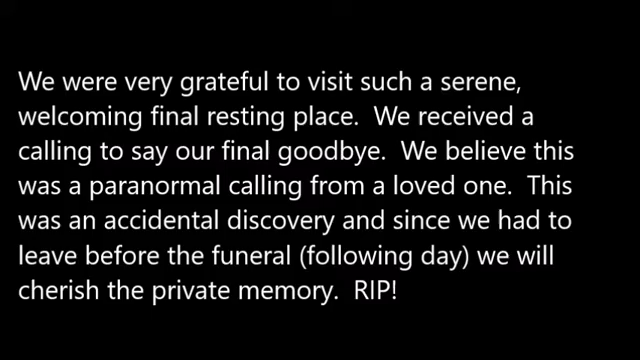 We were very grateful to visit such a serene,
welcoming final resting place.  We received a
calling to say our final goodbye.  We believe this
was a paranormal calling from a loved one.  This
was an accidental discovery and since we had to
leave before the funeral (following day) we will
cherish the private memory.  RIP!